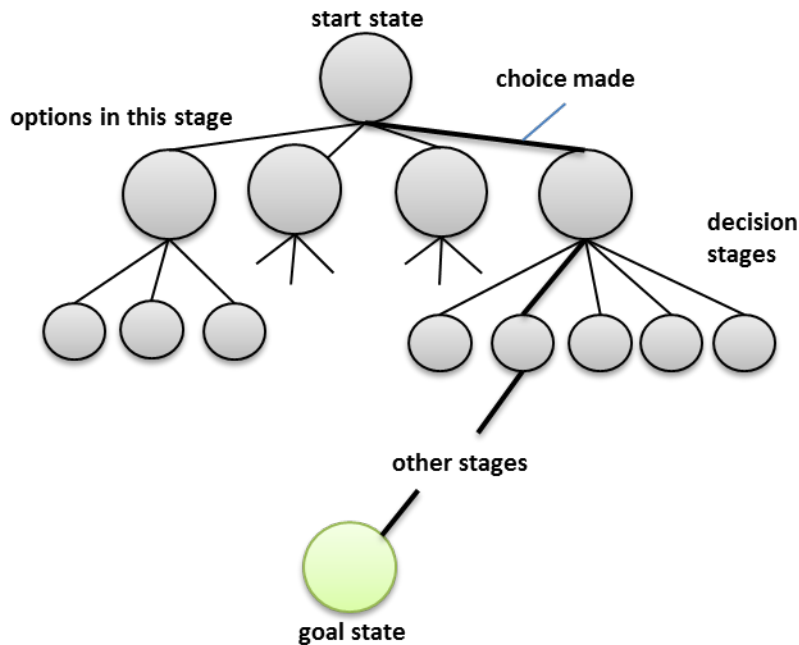 start state
choice made
options in this stage
decision
stages
other stages
goal state